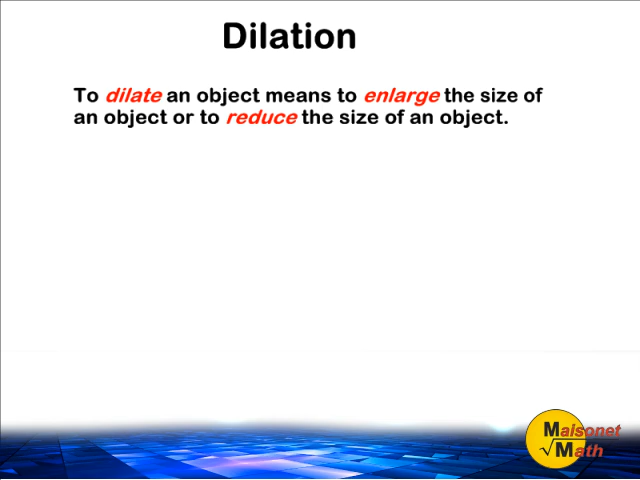 Dilation
To dilate an object means to enlarge the size of
an object or to reduce the size of an object.
Maisonet
√Math